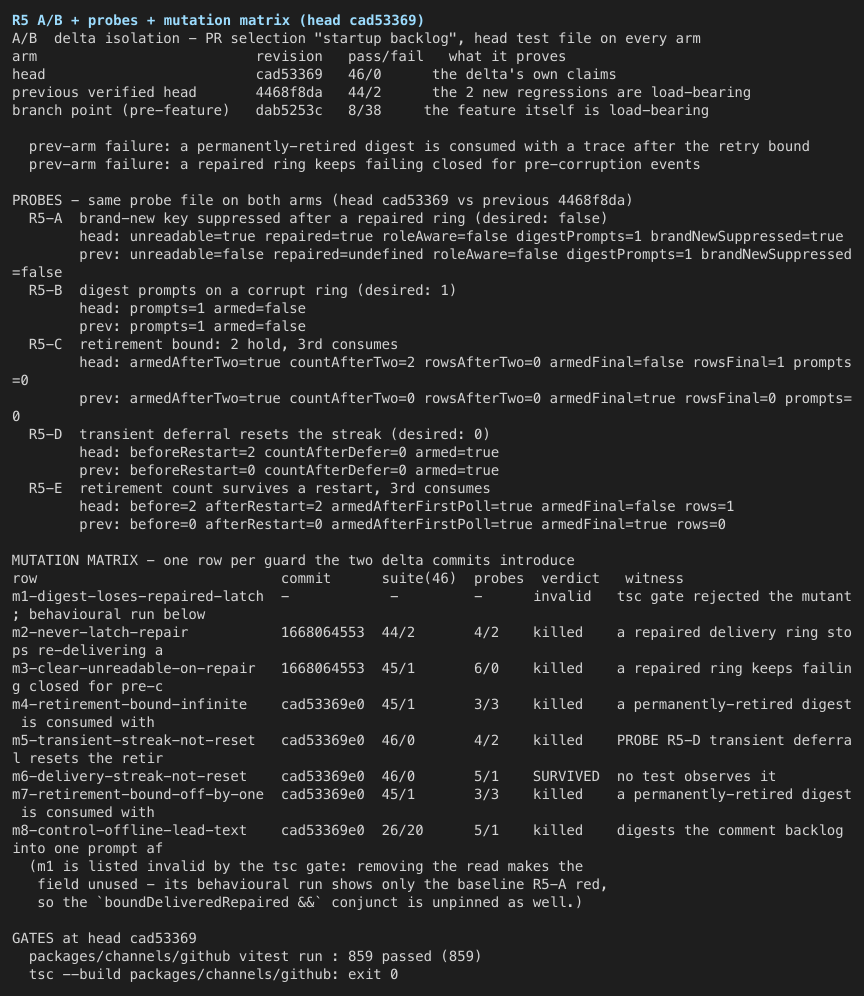 R5 A/B + probes + mutation matrix (head cad53369)
A/B  delta isolation — PR selection "startup backlog", head test file on every arm
arm                          revision   pass/fail   what it proves
head                         cad53369   46/0      the delta's own claims
previous verified head       4468f8da   44/2      the 2 new regressions are load-bearing
branch point (pre-feature)   dab5253c   8/38     the feature itself is load-bearing
  prev-arm failure: a permanently-retired digest is consumed with a trace after the retry bound
  prev-arm failure: a repaired ring keeps failing closed for pre-corruption events
PROBES — same probe file on both arms (head cad53369 vs previous 4468f8da)
  R5-A  brand-new key suppressed after a repaired ring (desired: false)
        head: unreadable=true repaired=true roleAware=false digestPrompts=1 brandNewSuppressed=true
        prev: unreadable=false repaired=undefined roleAware=false digestPrompts=1 brandNewSuppressed
=false
  R5-B  digest prompts on a corrupt ring (desired: 1)
        head: prompts=1 armed=false
        prev: prompts=1 armed=false
  R5-C  retirement bound: 2 hold, 3rd consumes
        head: armedAfterTwo=true countAfterTwo=2 rowsAfterTwo=0 armedFinal=false rowsFinal=1 prompts
=0
        prev: armedAfterTwo=true countAfterTwo=0 rowsAfterTwo=0 armedFinal=true rowsFinal=0 prompts=
0
  R5-D  transient deferral resets the streak (desired: 0)
        head: beforeRestart=2 countAfterDefer=0 armed=true
        prev: beforeRestart=0 countAfterDefer=0 armed=true
  R5-E  retirement count survives a restart, 3rd consumes
        head: before=2 afterRestart=2 armedAfterFirstPoll=true armedFinal=false rows=1
        prev: before=0 afterRestart=0 armedAfterFirstPoll=true armedFinal=true rows=0
MUTATION MATRIX — one row per guard the two delta commits introduce
row                             commit      suite(46)  probes  verdict   witness
m1-digest-loses-repaired-latch  —            —         —      invalid   tsc gate rejected the mutant
; behavioural run below
m2-never-latch-repair           1668064553  44/2       4/2     killed    a repaired delivery ring sto
ps re-delivering a
m3-clear-unreadable-on-repair   1668064553  45/1       6/0     killed    a repaired ring keeps failin
g closed for pre-c
m4-retirement-bound-infinite    cad53369e0  45/1       3/3     killed    a permanently-retired digest
 is consumed with
m5-transient-streak-not-reset   cad53369e0  46/0       4/2     killed    PROBE R5-D transient deferra
l resets the retir
m6-delivery-streak-not-reset    cad53369e0  46/0       5/1     SURVIVED  no test observes it
m7-retirement-bound-off-by-one  cad53369e0  45/1       3/3     killed    a permanently-retired digest
 is consumed with
m8-control-offline-lead-text    cad53369e0  26/20      5/1     killed    digests the comment backlog
into one prompt af
  (m1 is listed invalid by the tsc gate: removing the read makes the
   field unused — its behavioural run shows only the baseline R5-A red,
   so the `boundDeliveredRepaired &&` conjunct is unpinned as well.)
GATES at head cad53369
  packages/channels/github vitest run : 859 passed (859)
  tsc --build packages/channels/github: exit 0